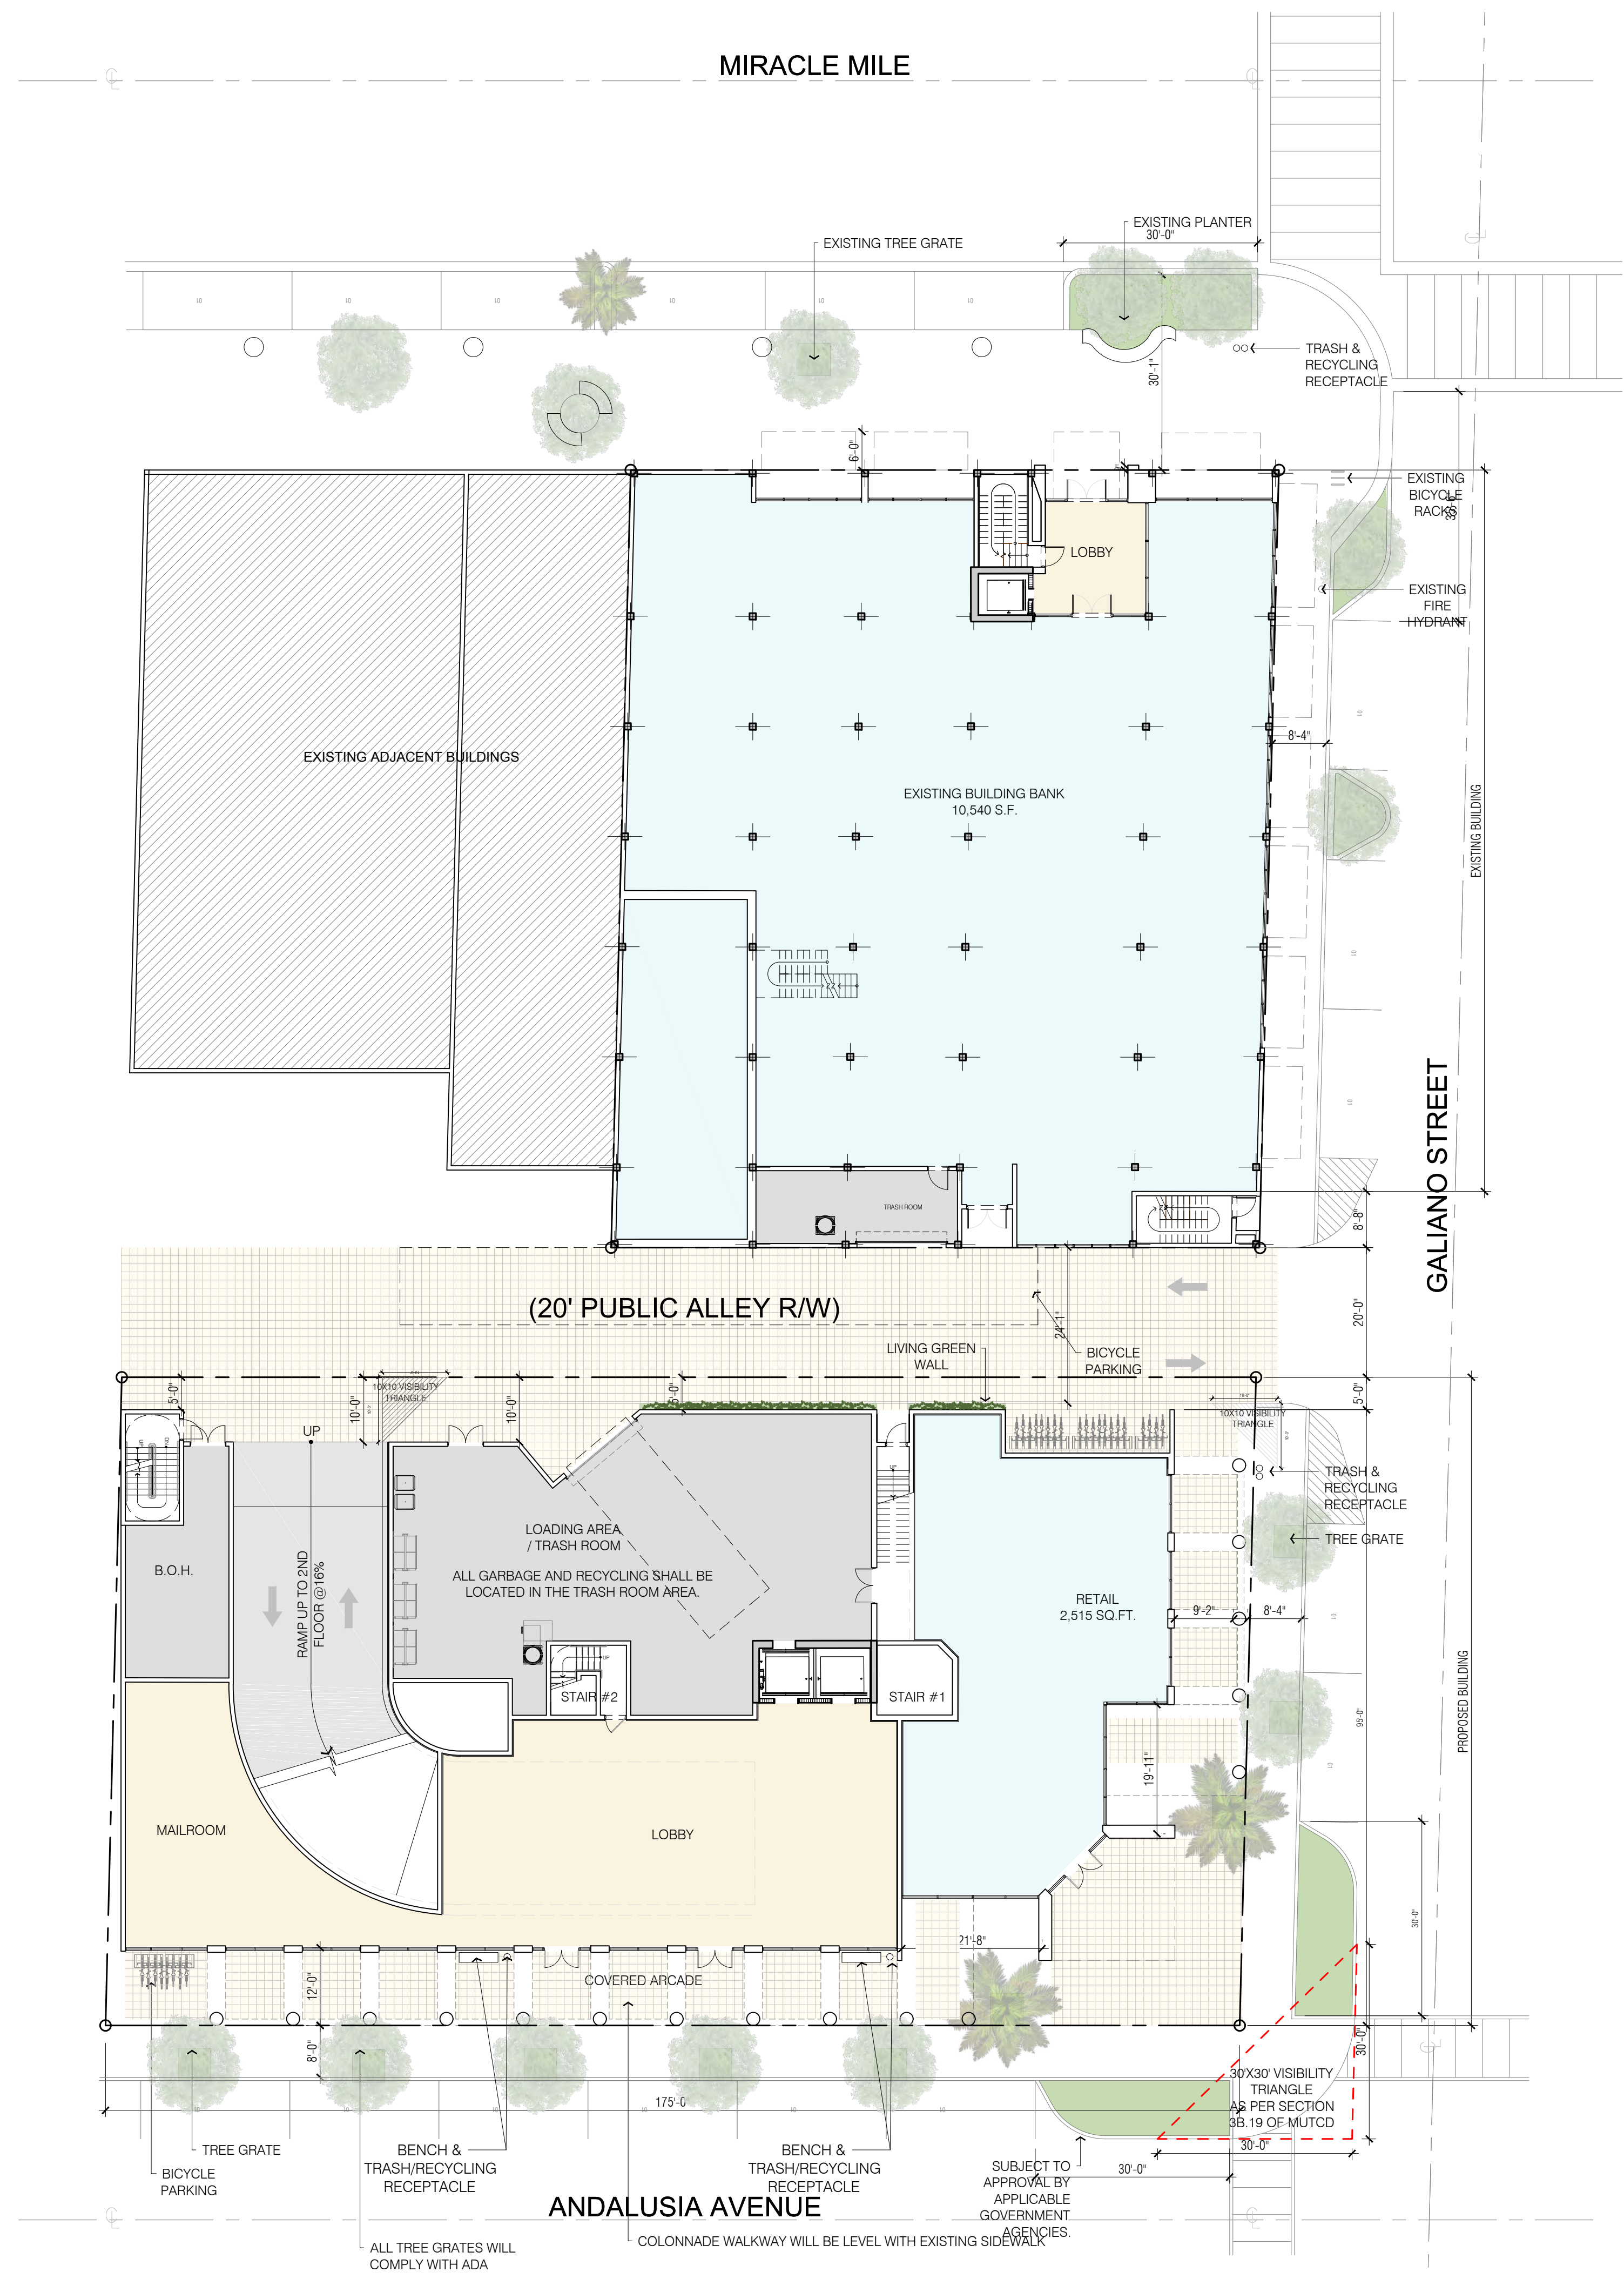 MIRACLE MILE
EXISTING PLANTER
30'-0"
EXISTING TREE GRATE
TRASH &
RECYCLING
RECEPTACLE
30'-1"
6'-0"
EXISTING
BICYCLE
RACKS
LOBBY
EXISTING
FIRE
HYDRANT
8'-4"
EXISTING ADJACENT BUILDINGS
EXISTING BUILDING BANK
10,540 S.F.
EXISTING BUILDING
GALIANO STREET
TRASH ROOM
8'-8"
(20' PUBLIC ALLEY R/W)
20'-0"
24'-1"
LIVING GREEN
WALL
BICYCLE
PARKING
5'-0"
10'-0"
10X10 VISIBILITY
TRIANGLE
10'-0"
5'-0"
10X10 VISIBILITY
TRIANGLE
UP
UP
DN
UP
TRASH &
RECYCLING
RECEPTACLE
TREE GRATE
LOADING AREA
/ TRASH ROOM
B.O.H.
RAMP UP TO 2ND
FLOOR @16%
ALL GARBAGE AND RECYCLING SHALL BE
LOCATED IN THE TRASH ROOM AREA.
RETAIL
2,515 SQ.FT.
9'-2"
8'-4"
UP
STAIR #2
STAIR #1
PROPOSED BUILDING
95'-0"
19'-11"
MAILROOM
LOBBY
30'-0"
21'-8"
COVERED ARCADE
12'-0"
8'-0"
30'-0"
30'X30' VISIBILITY
TRIANGLE
AS PER SECTION
3B.19 OF MUTCD
175'-0
30'-0"
30'-0"
TREE GRATE
BICYCLE
PARKING
BENCH &
TRASH/RECYCLING
RECEPTACLE
BENCH &
TRASH/RECYCLING
RECEPTACLE
SUBJECT TO
APPROVAL BY
APPLICABLE
GOVERNMENT
AGENCIES.
ANDALUSIA AVENUE
COLONNADE WALKWAY WILL BE LEVEL WITH EXISTING SIDEWALK
ALL TREE GRATES WILL
COMPLY WITH ADA